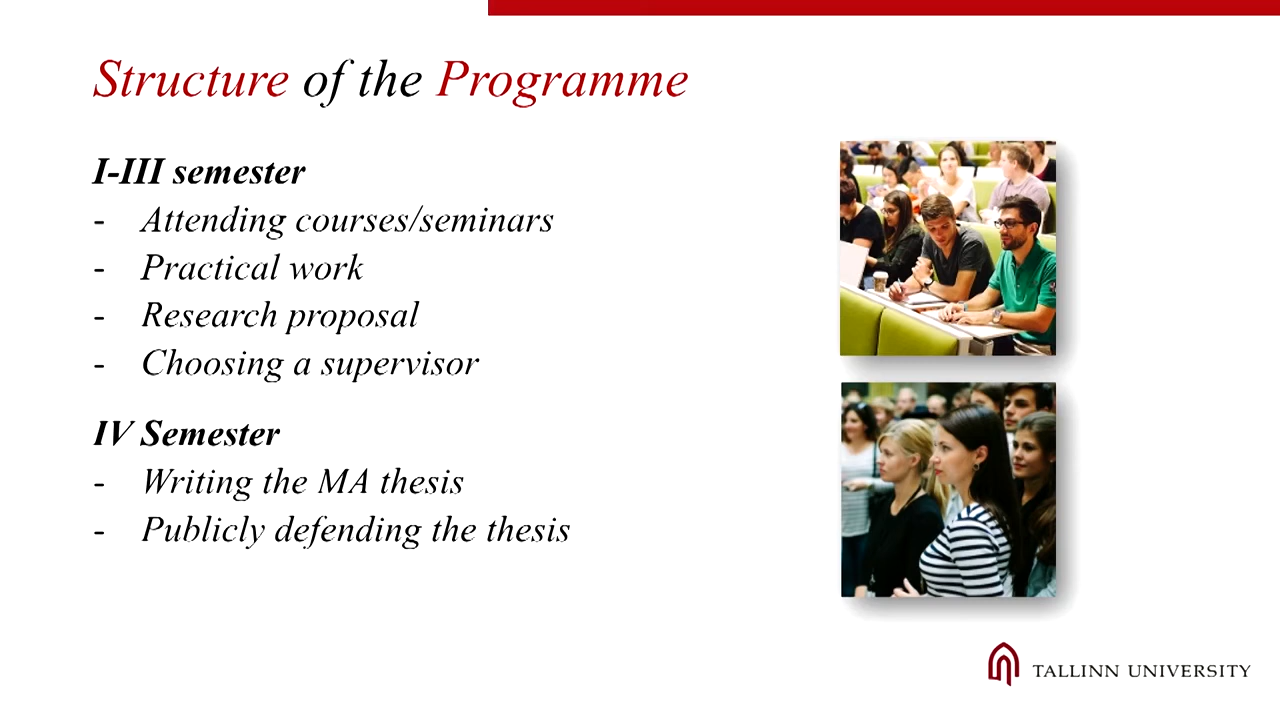 Structure of the Programme
I-III semester
- Attending courses/seminars
- Practical work
- Research proposal
- Choosing a supervisor
IV Semester
- Writing the MA thesis
- Publicly defending the thesis
TALLINN UNIVERSITY